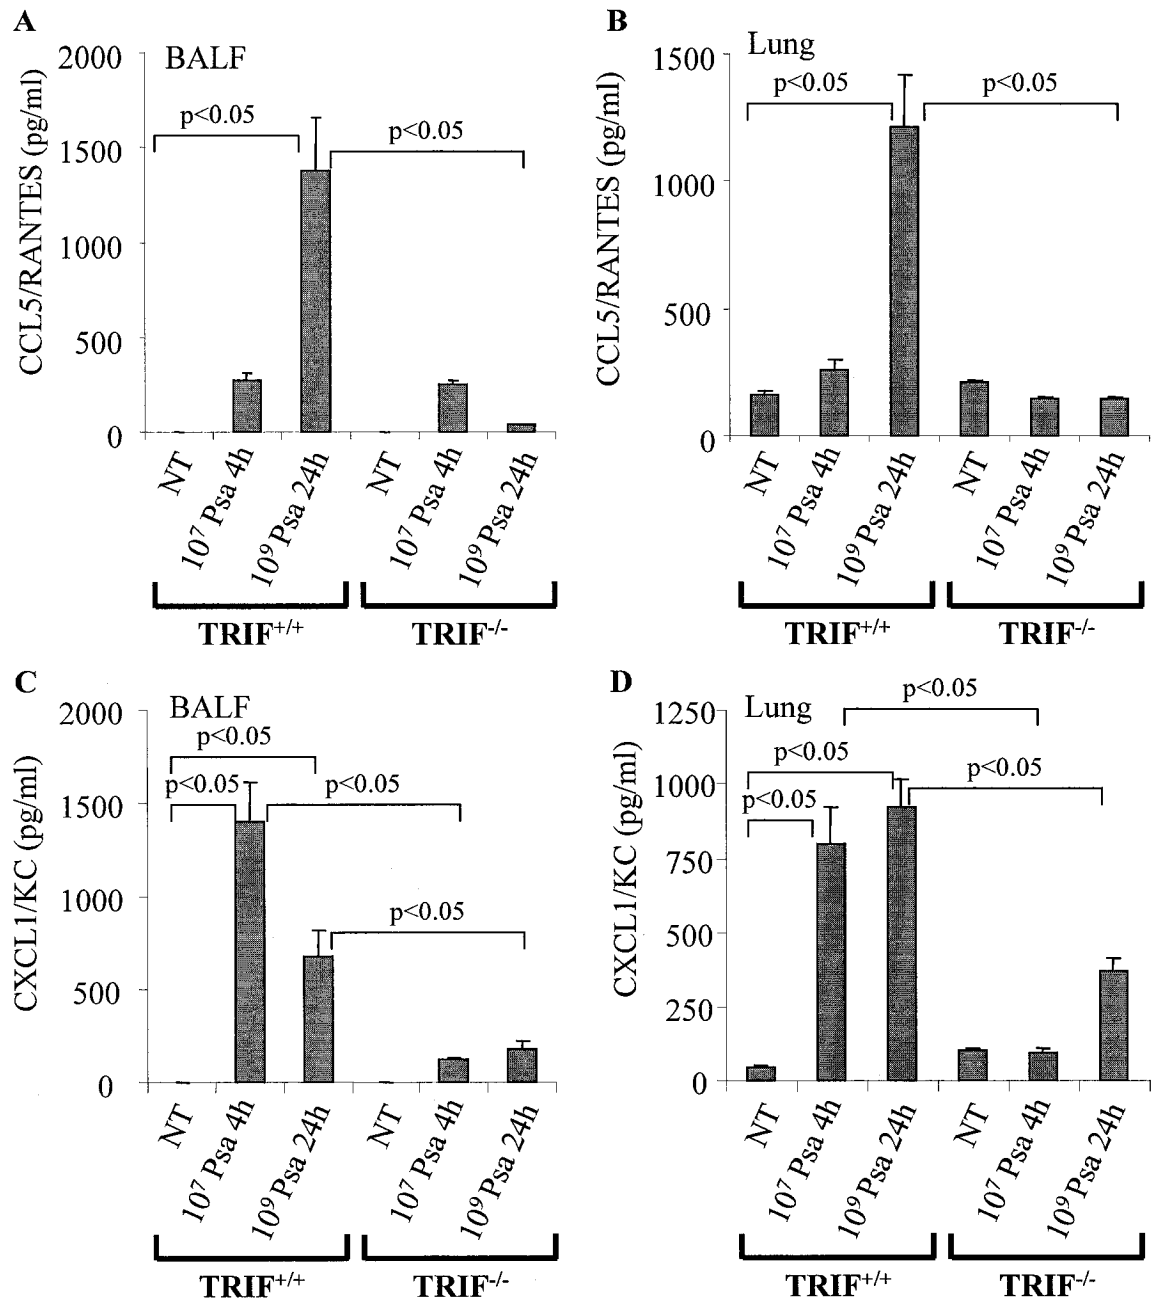 A
BALF
CCL5/RANTES (pg/ml)
2000
1500
1000
500
0
p<0.05
p<0.05
NT
10⁷ Psa 4h
10⁹ Psa 24h
NT
10⁷ Psa 4h
10⁹ Psa 24h
TRIF+/+
TRIF-/-
B
Lung
CCL5/RANTES (pg/ml)
1500
1000
500
0
p<0.05
p<0.05
NT
10⁷ Psa 4h
10⁹ Psa 24h
NT
10⁷ Psa 4h
10⁹ Psa 24h
TRIF+/+
TRIF-/-
C
BALF
CXCL1/KC (pg/ml)
2000
1500
1000
500
0
p<0.05
p<0.05
p<0.05
p<0.05
NT
10⁷ Psa 4h
10⁹ Psa 24h
NT
10⁷ Psa 4h
10⁹ Psa 24h
TRIF+/+
TRIF-/-
D
Lung
CXCL1/KC (pg/ml)
1250
1000
750
500
250
0
p<0.05
p<0.05
p<0.05
p<0.05
NT
10⁷ Psa 4h
10⁹ Psa 24h
NT
10⁷ Psa 4h
10⁹ Psa 24h
TRIF+/+
TRIF-/-